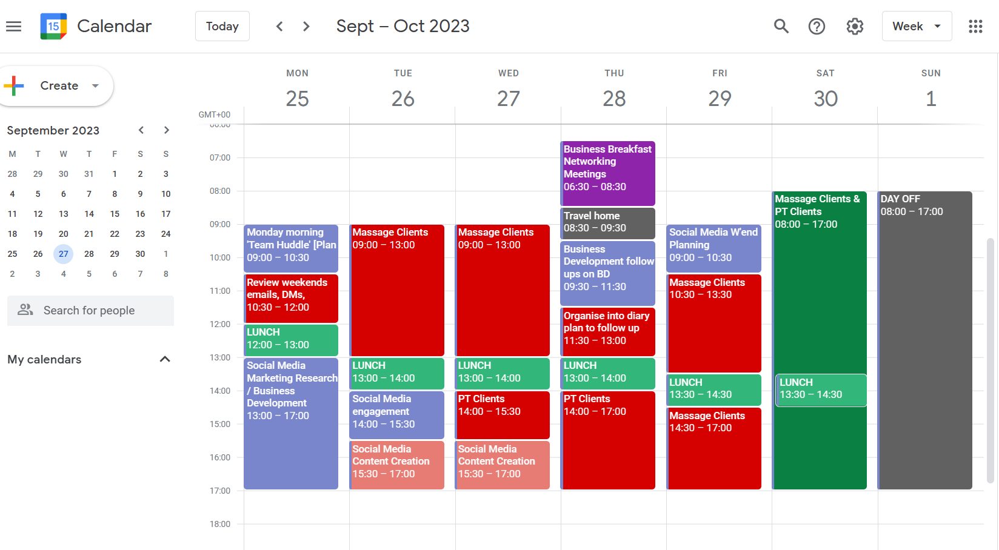 15 Calendar Today Sept – Oct 2023 Week
Create
September 2023
M T W T F S S
28 29 30 31 1 2 3
4 5 6 7 8 9 10
11 12 13 14 15 16 17
18 19 20 21 22 23 24
25 26 27 28 29 30 1
2 3 4 5 6 7 8
Search for people
My calendars
MON TUE WED THU FRI SAT SUN
25 26 27 28 29 30 1
GMT+00
06:00
07:00
08:00
09:00
10:00
11:00
12:00
13:00
14:00
15:00
16:00
17:00
18:00
Monday morning
'Team Huddle' [Plan
09:00 – 10:30
Review weekends
emails, DMs,
10:30 – 12:00
LUNCH
12:00 – 13:00
Social Media
Marketing Research
/ Business
Development
13:00 – 17:00
Massage Clients
09:00 – 13:00
LUNCH
13:00 – 14:00
Social Media
engagement
14:00 – 15:30
Social Media
Content Creation
15:30 – 17:00
Massage Clients
09:00 – 13:00
LUNCH
13:00 – 14:00
PT Clients
14:00 – 15:30
Social Media
Content Creation
15:30 – 17:00
Business Breakfast
Networking
Meetings
06:30 – 08:30
Travel home
08:30 – 09:30
Business
Development follow
ups on BD
09:30 – 11:30
Organise into diary
plan to follow up
11:30 – 13:00
LUNCH
13:00 – 14:00
PT Clients
14:00 – 17:00
Social Media W'end
Planning
09:00 – 10:30
Massage Clients
10:30 – 13:30
LUNCH
13:30 – 14:30
Massage Clients
14:30 – 17:00
Massage Clients &
PT Clients
08:00 – 17:00
LUNCH
13:30 – 14:30
DAY OFF
08:00 – 17:00